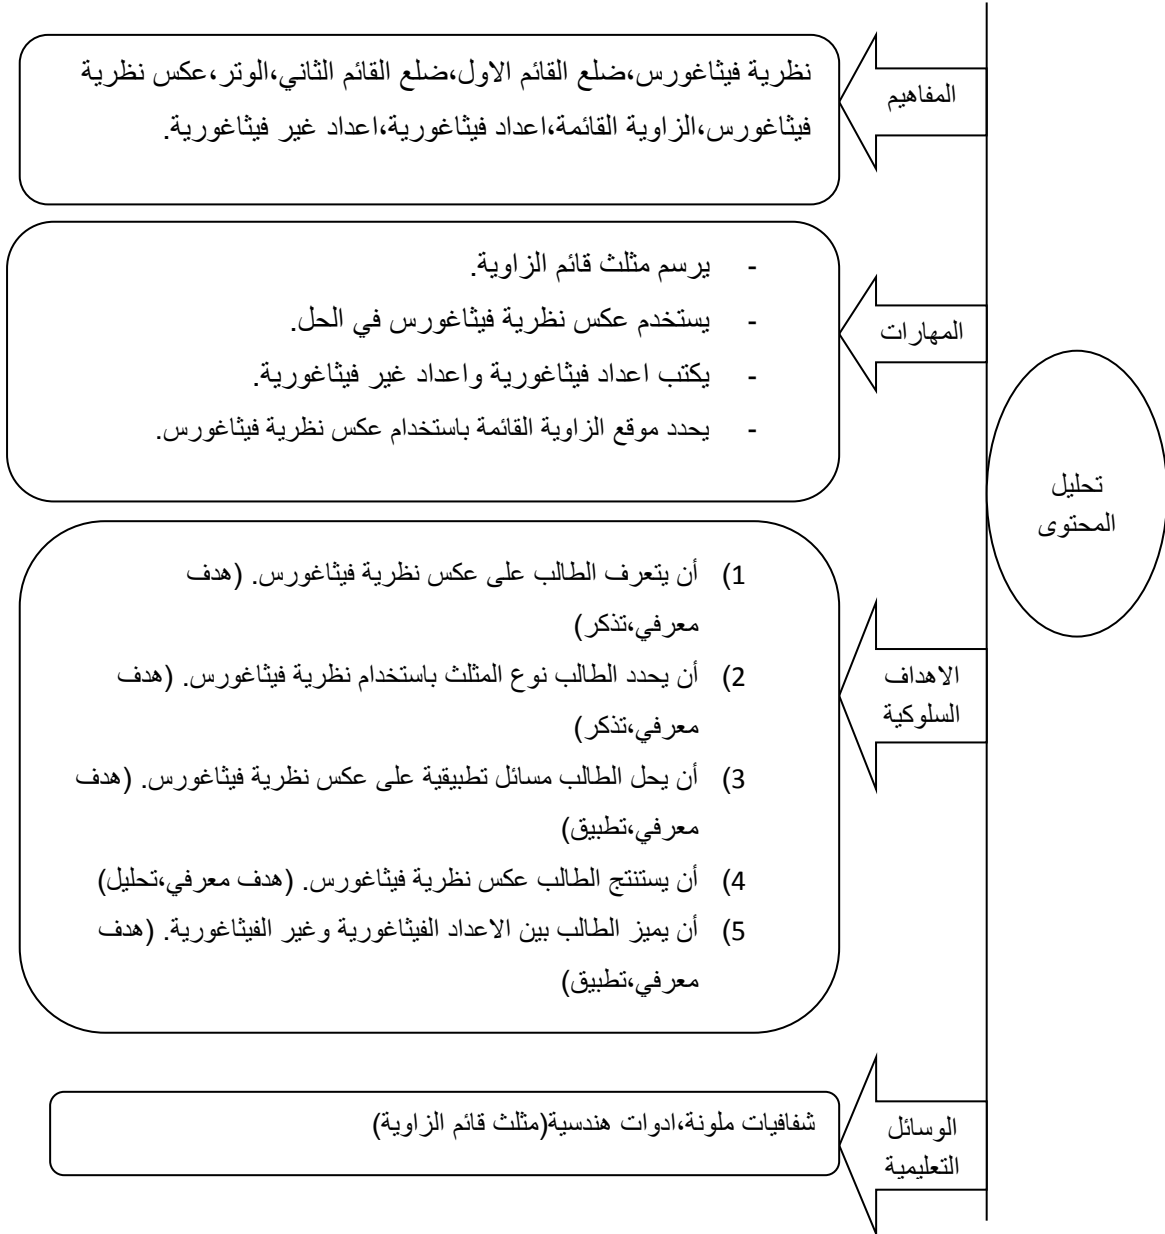 تحليل
المحتوى
المفاهيم
نظرية فيثاغورس،ضلع القائم الاول،ضلع القائم الثاني،الوتر،عكس نظرية
فيثاغورس،الزاوية القائمة،اعداد فيثاغورية،اعداد غير فيثاغورية.
المهارات
- يرسم مثلث قائم الزاوية.
- يستخدم عكس نظرية فيثاغورس في الحل.
- يكتب اعداد فيثاغورية واعداد غير فيثاغورية.
- يحدد موقع الزاوية القائمة باستخدام عكس نظرية فيثاغورس.
الاهداف
السلوكية
1) أن يتعرف الطالب على عكس نظرية فيثاغورس. (هدف
معرفي،تذكر)
2) أن يحدد الطالب نوع المثلث باستخدام نظرية فيثاغورس. (هدف
معرفي،تذكر)
3) أن يحل الطالب مسائل تطبيقية على عكس نظرية فيثاغورس. (هدف
معرفي،تطبيق)
4) أن يستنتج الطالب عكس نظرية فيثاغورس. (هدف معرفي،تحليل)
5) أن يميز الطالب بين الاعداد الفيثاغورية وغير الفيثاغورية. (هدف
معرفي،تطبيق)
الوسائل
التعليمية
شفافيات ملونة،ادوات هندسية(مثلث قائم الزاوية)